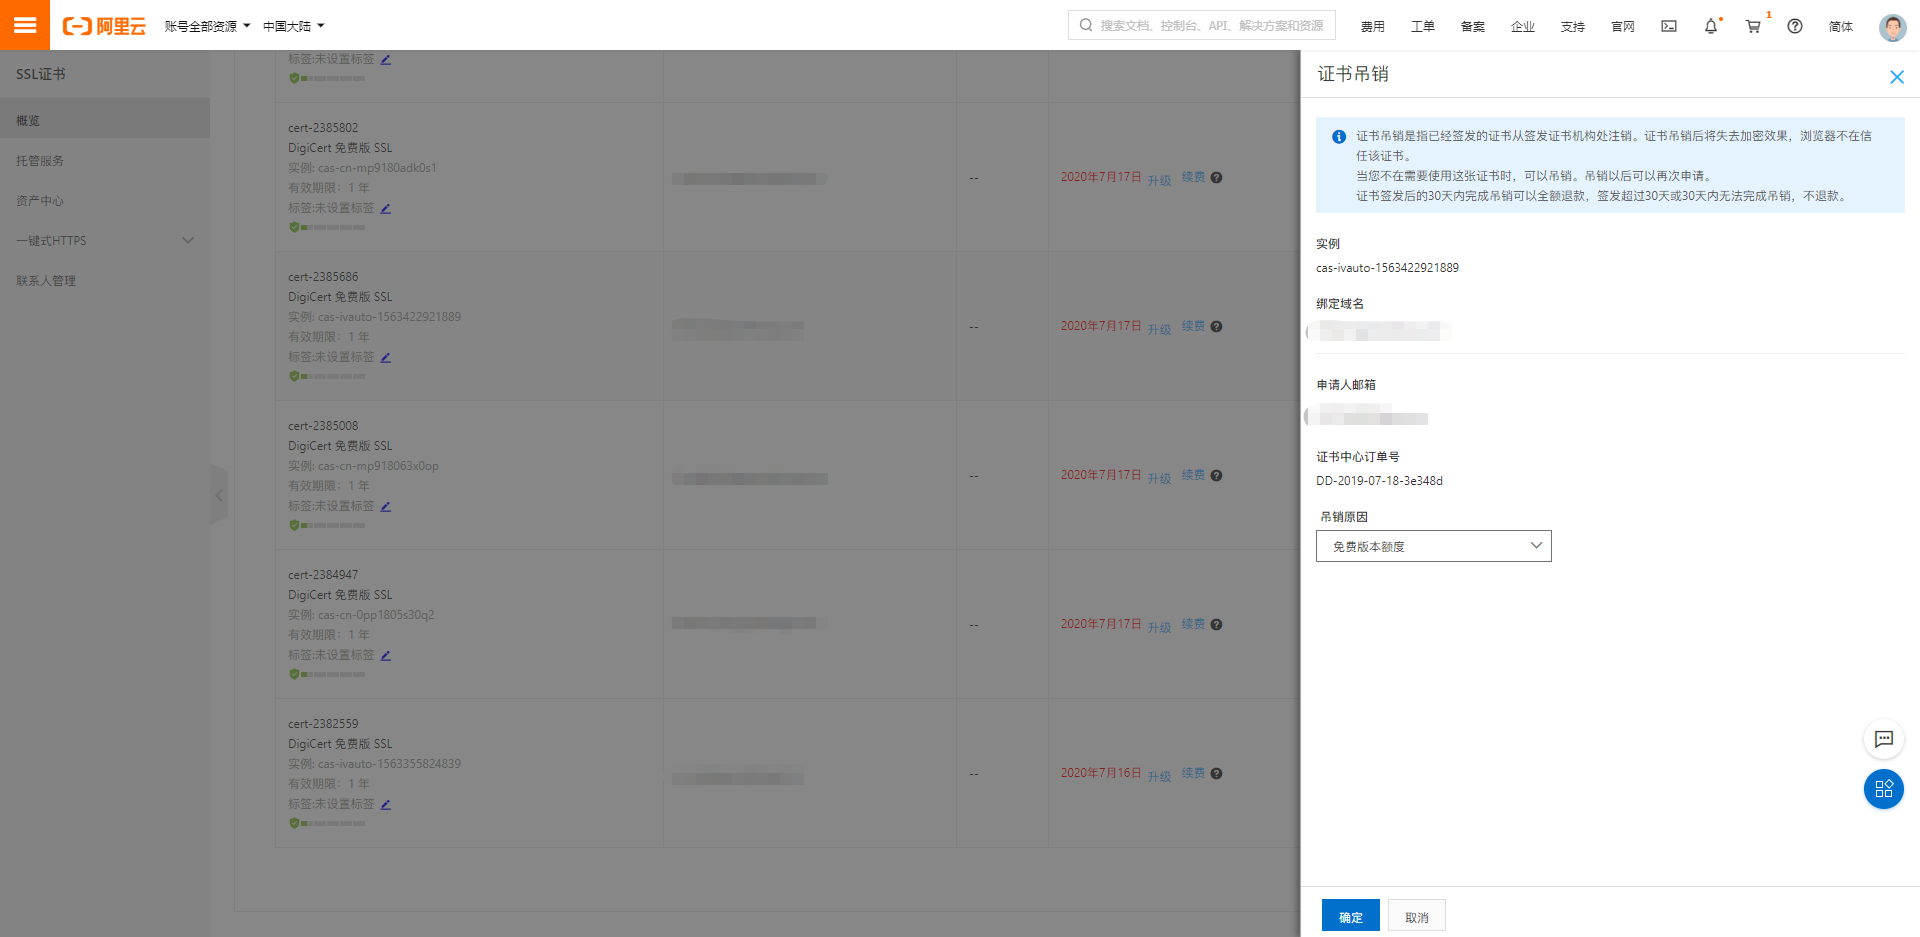 阿里云
账号全部资源
中国大陆
搜索文档、控制台、API、解决方案和资源
费用
工单
备案
企业
支持
官网
1
简体
SSL证书
概览
托管服务
资产中心
一键式HTTPS
联系人管理
标签:未设置标签
cert-2385802
DigiCert 免费版 SSL
实例: cas-cn-mp9180adk0s1
有效期限：1 年
标签:未设置标签
--
2020年7月17日 升级 续费
cert-2385686
DigiCert 免费版 SSL
实例: cas-ivauto-1563422921889
有效期限：1 年
标签:未设置标签
--
2020年7月17日 升级 续费
cert-2385008
DigiCert 免费版 SSL
实例: cas-cn-mp918063x0op
有效期限：1 年
标签:未设置标签
--
2020年7月17日 升级 续费
cert-2384947
DigiCert 免费版 SSL
实例: cas-cn-0pp1805s30q2
有效期限：1 年
标签:未设置标签
--
2020年7月17日 升级 续费
cert-2382559
DigiCert 免费版 SSL
实例: cas-ivauto-1563355824839
有效期限：1 年
标签:未设置标签
--
2020年7月16日 升级 续费
证书吊销
证书吊销是指已经签发的证书从签发证书机构处注销。证书吊销后将失去加密效果，浏览器不在信
任该证书。
当您不在需要使用这张证书时，可以吊销。吊销以后可以再次申请。
证书签发后的30天内完成吊销可以全额退款，签发超过30天或30天内无法完成吊销，不退款。
实例
cas-ivauto-1563422921889
绑定域名
申请人邮箱
证书中心订单号
DD-2019-07-18-3e348d
吊销原因
免费版本额度
确定
取消